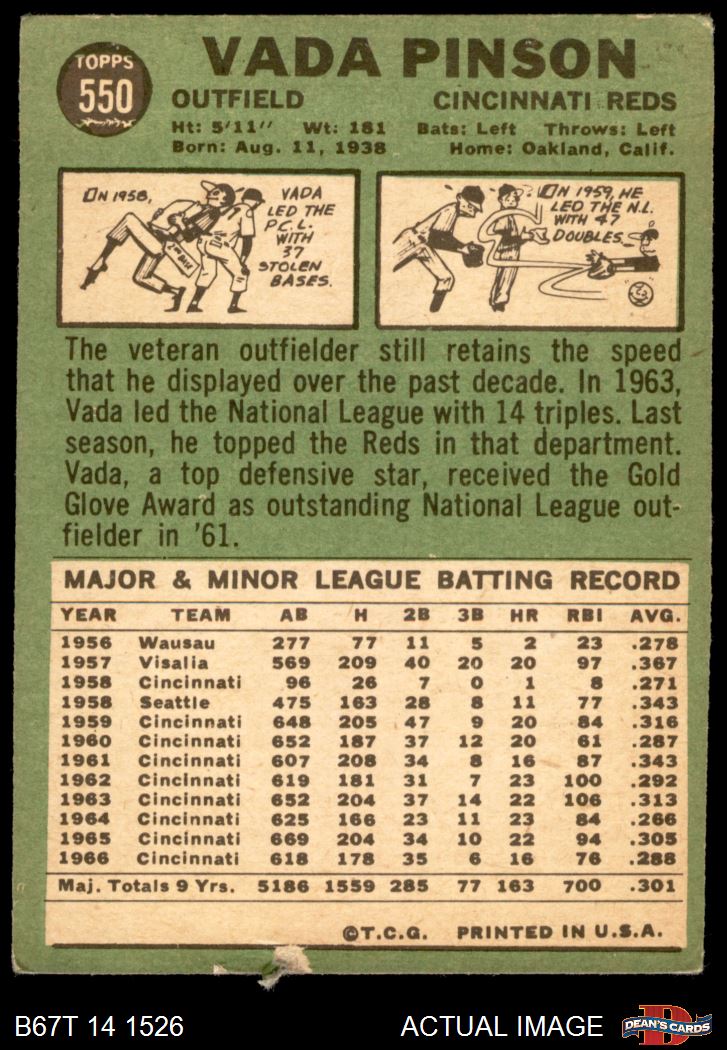 TOPPS
550
VADA PINSON
OUTFIELD CINCINNATI REDS
Ht: 5'11" Wt: 181 Bats: Left Throws: Left
Born: Aug. 11, 1938 Home: Oakland, Calif.
IN 1958,
VADA
LED THE
P.C.L.
WITH
37
STOLEN
BASES.
2ND BASE
IN 1959, HE
LED THE N.L.
WITH 47
DOUBLES.
The veteran outfielder still retains the speed
that he displayed over the past decade. In 1963,
Vada led the National League with 14 triples. Last
season, he topped the Reds in that department.
Vada, a top defensive star, received the Gold
Glove Award as outstanding National League out-
fielder in '61.
MAJOR & MINOR LEAGUE BATTING RECORD
YEAR TEAM AB H 2B 3B HR RBI AVG.
1956 Wausau 277 77 11 5 2 23 .278
1957 Visalia 569 209 40 20 20 97 .367
1958 Cincinnati 96 26 7 0 1 8 .271
1958 Seattle 475 163 28 8 11 77 .343
1959 Cincinnati 648 205 47 9 20 84 .316
1960 Cincinnati 652 187 37 12 20 61 .287
1961 Cincinnati 607 208 34 8 16 87 .343
1962 Cincinnati 619 181 31 7 23 100 .292
1963 Cincinnati 652 204 37 14 22 106 .313
1964 Cincinnati 625 166 23 11 23 84 .266
1965 Cincinnati 669 204 34 10 22 94 .305
1966 Cincinnati 618 178 35 6 16 76 .288
Maj. Totals 9 Yrs. 5186 1559 285 77 163 700 .301
©T.C.G. PRINTED IN U.S.A.
B67T 14 1526 ACTUAL IMAGE
D
DEAN'S CARDS